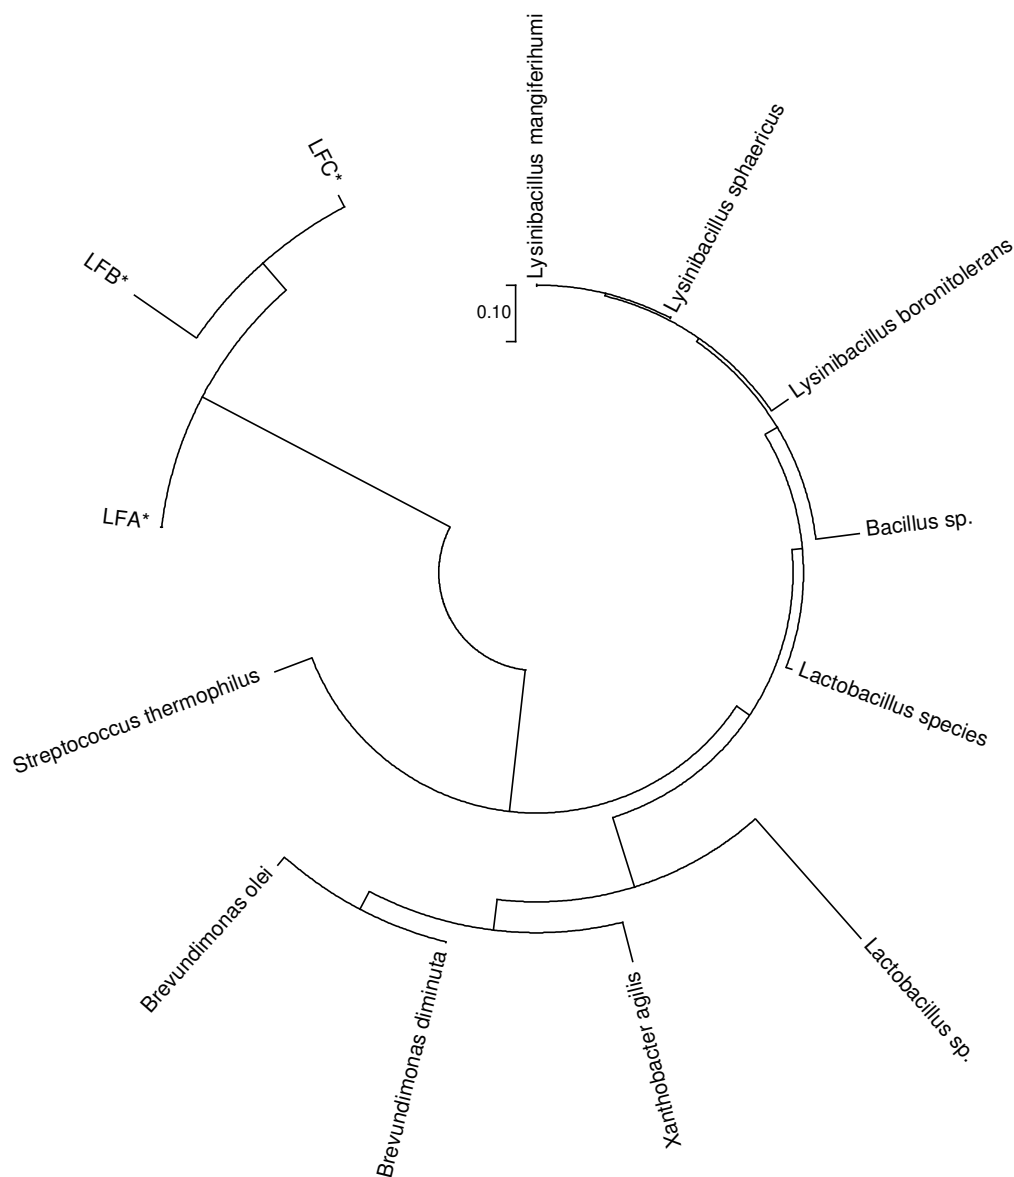 Lysinibacillus mangiferihumi
Lysinibacillus sphaericus
Lysinibacillus boronitolerans
Bacillus sp.
Lactobacillus species
Lactobacillus sp.
Xanthobacter agilis
Brevundimonas diminuta
Brevundimonas olei
Streptococcus thermophilus
LFA*
LFB*
LFC*
0.10